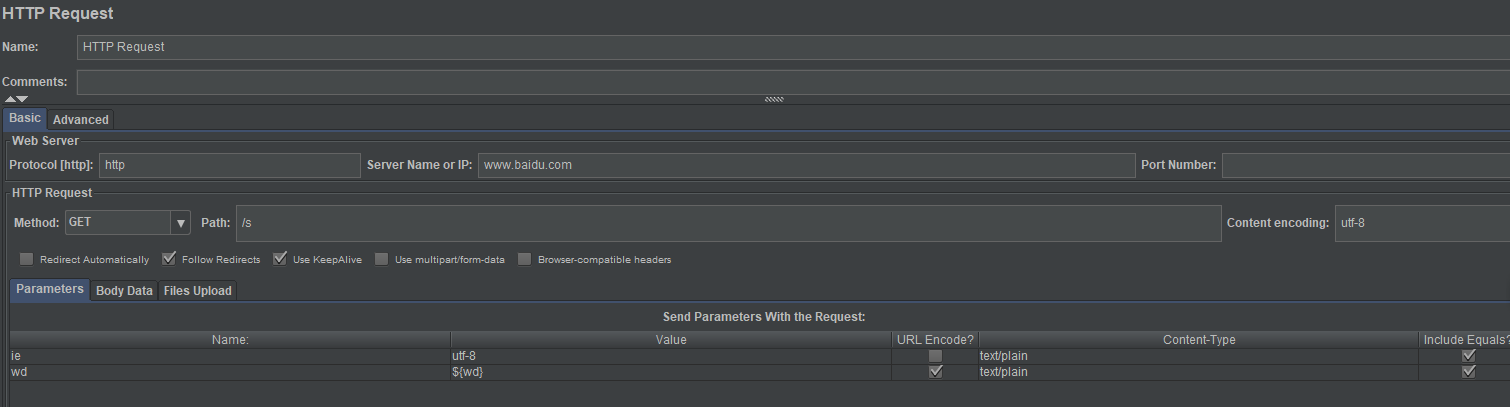 HTTP Request
Name: HTTP Request
Comments:
Basic Advanced
Web Server
Protocol [http]: http Server Name or IP: www.baidu.com Port Number:
HTTP Request
Method: GET Path: /s Content encoding: utf-8
Redirect Automatically Follow Redirects Use KeepAlive Use multipart/form-data Browser-compatible headers
Parameters Body Data Files Upload
Send Parameters With the Request:
Name: Value URL Encode? Content-Type Include Equals?
ie utf-8 text/plain
wd ${wd} text/plain